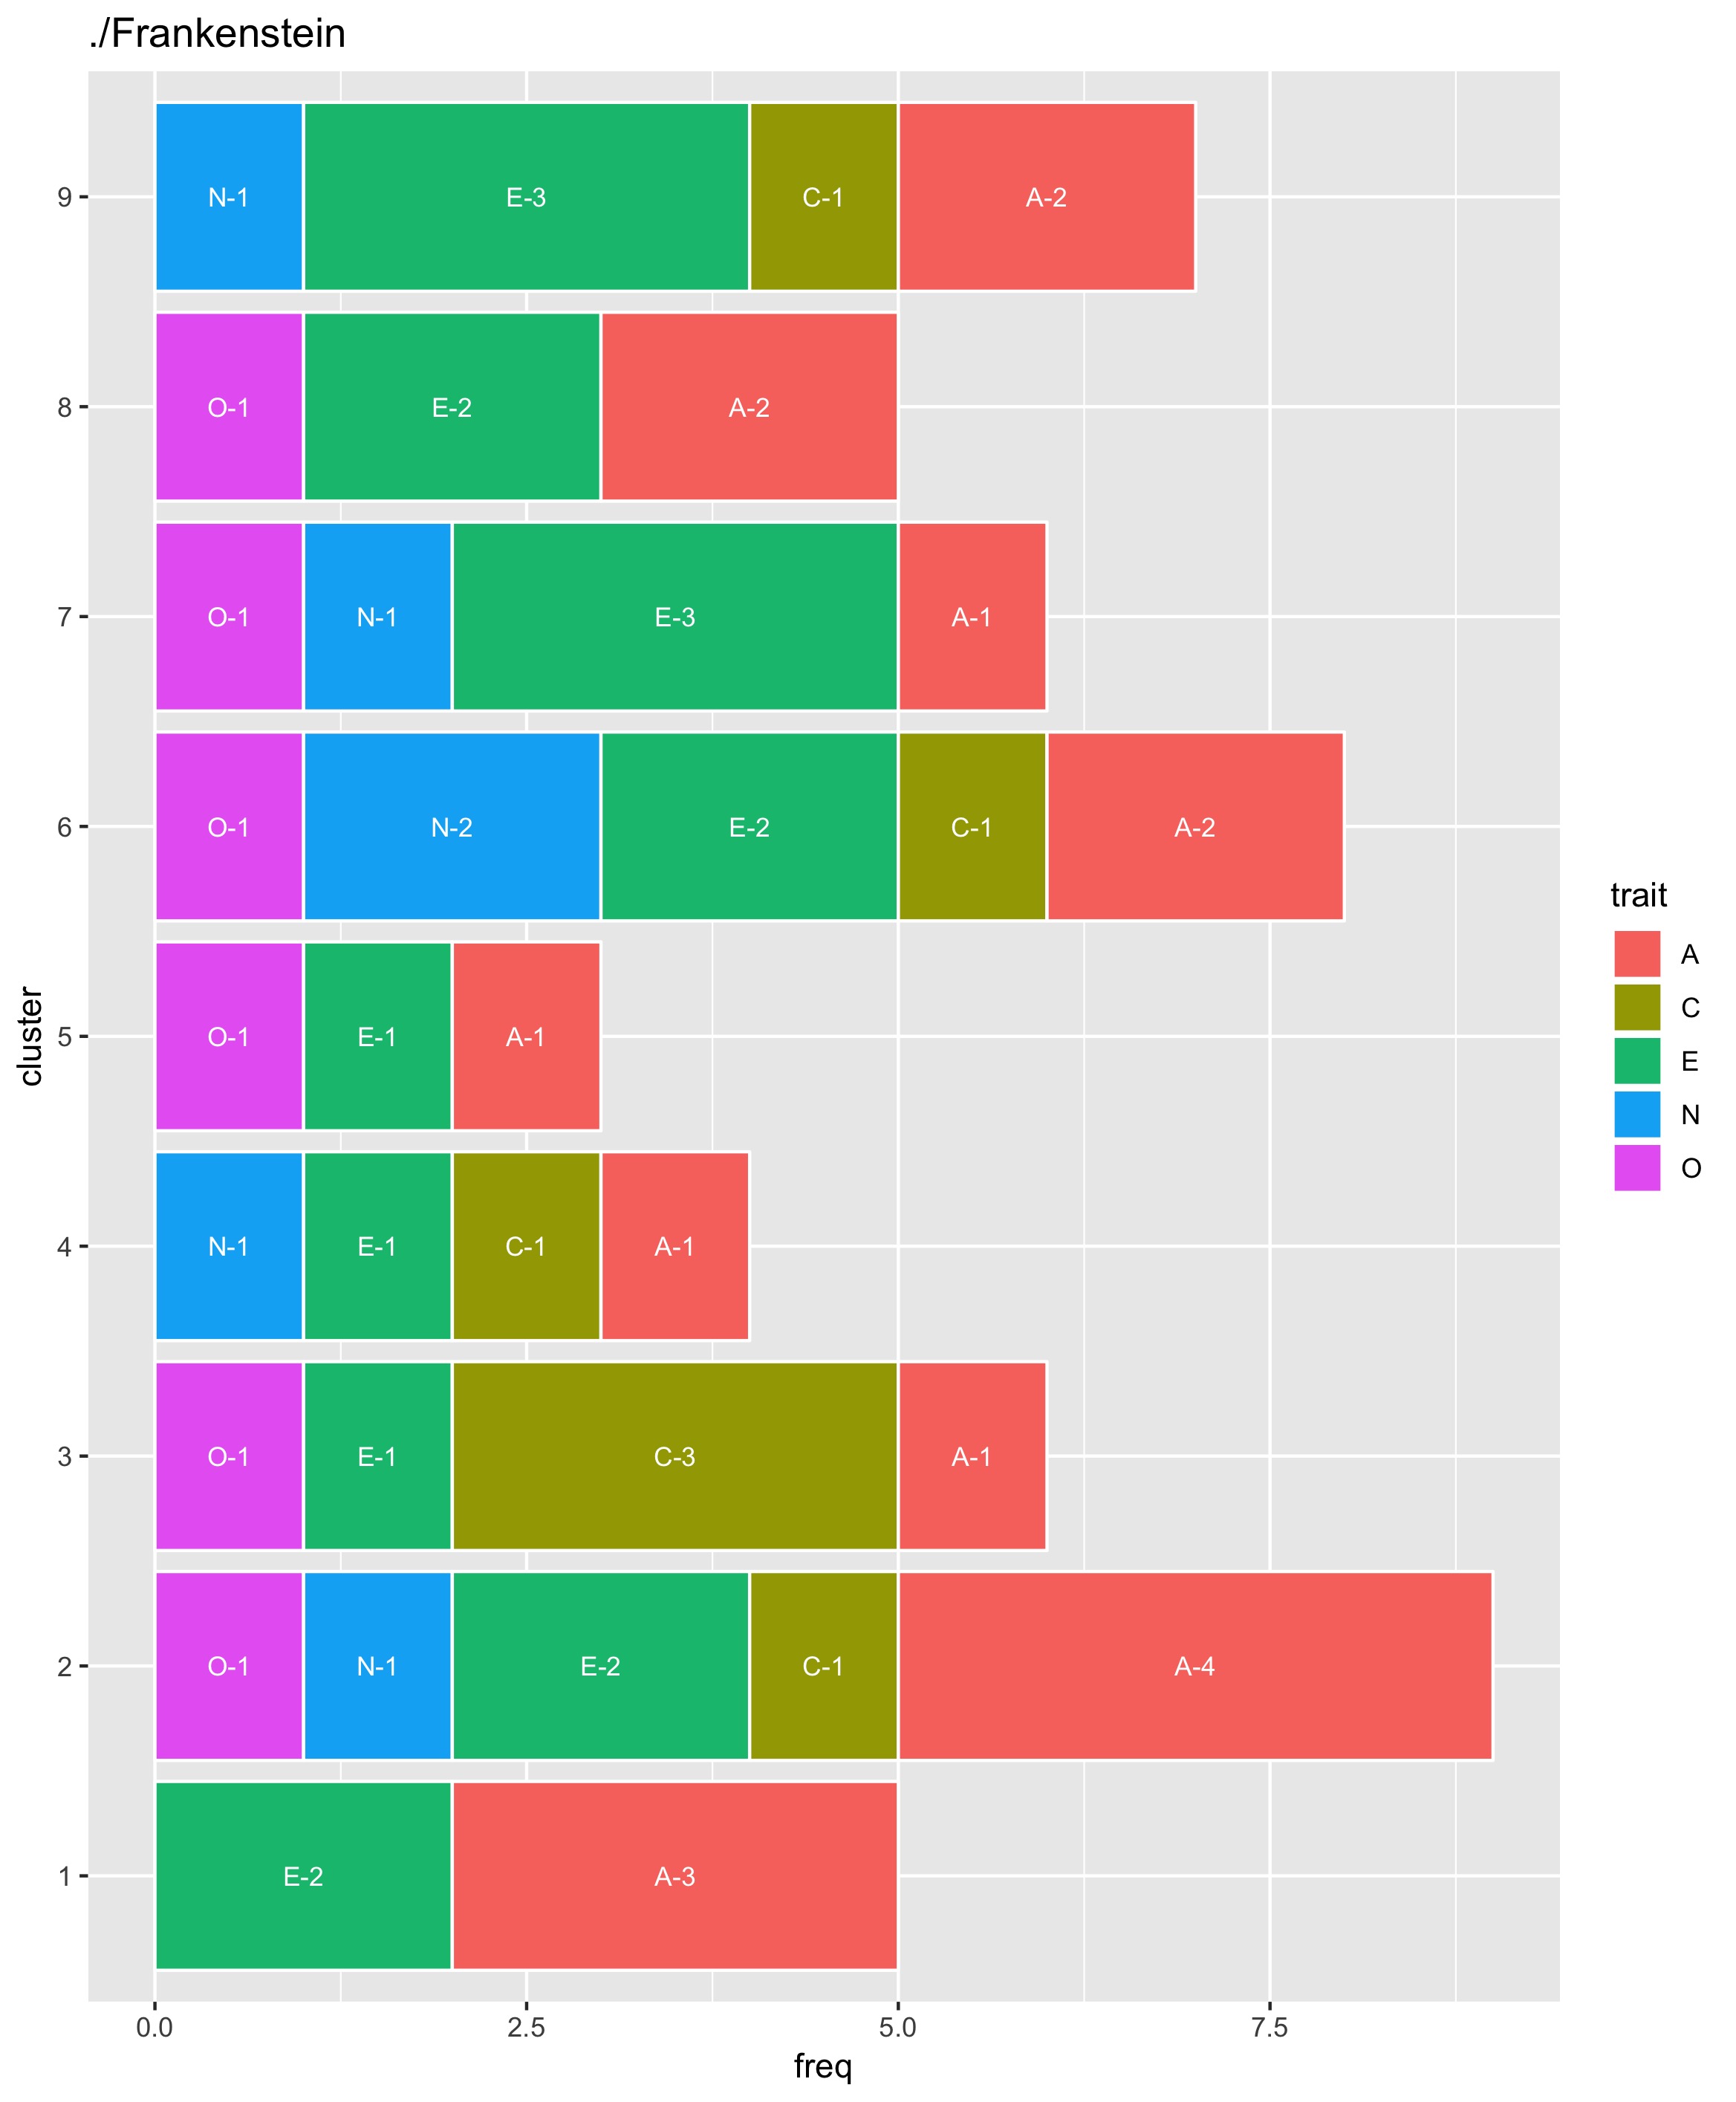 ./Frankenstein
9
N-1 E-3 C-1 A-2
8
O-1 E-2 A-2
7
O-1 N-1 E-3 A-1
6
O-1 N-2 E-2 C-1 A-2
5
O-1 E-1 A-1
4
N-1 E-1 C-1 A-1
3
O-1 E-1 C-3 A-1
2
O-1 N-1 E-2 C-1 A-4
1
E-2 A-3
cluster
0.0 2.5 5.0 7.5
freq
trait
A
C
E
N
O